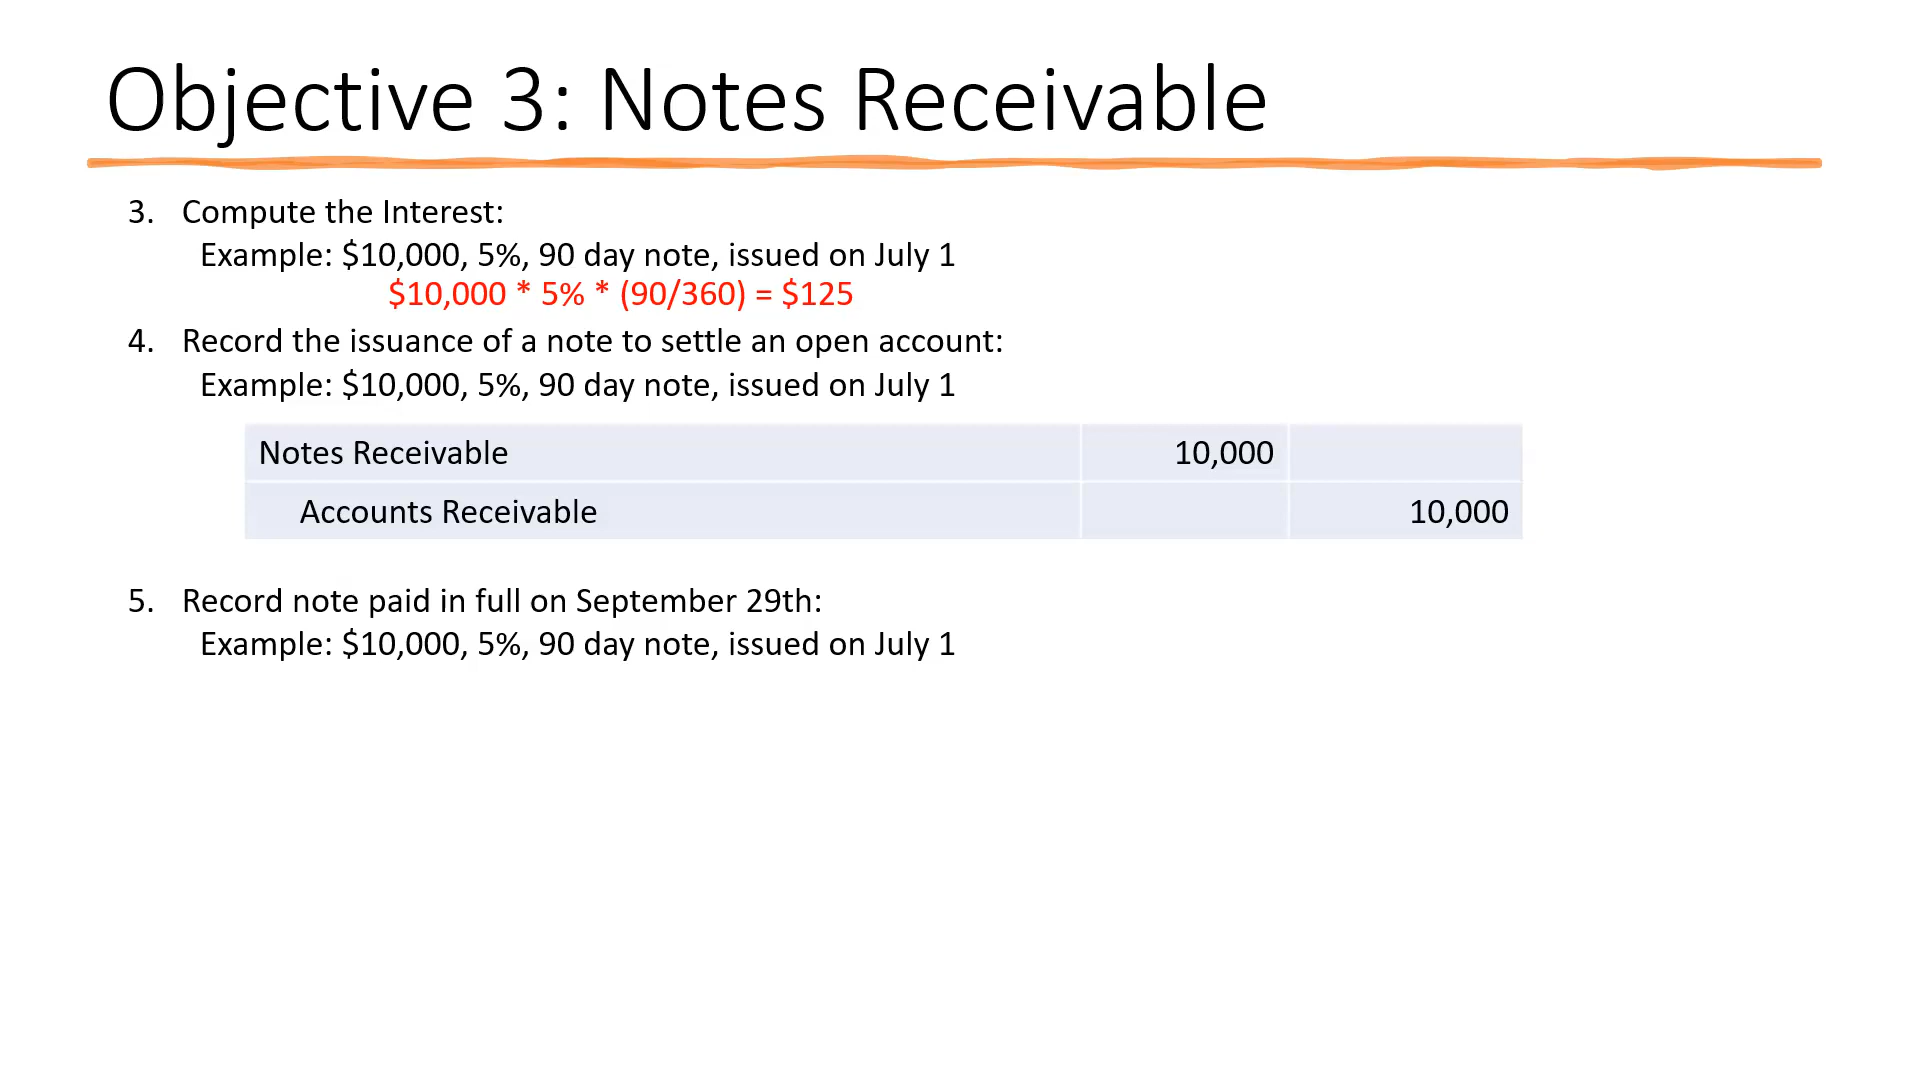 Objective 3: Notes Receivable
3. Compute the Interest:
Example: $10,000, 5%, 90 day note, issued on July 1
$10,000 * 5% * (90/360) = $125
4. Record the issuance of a note to settle an open account:
Example: $10,000, 5%, 90 day note, issued on July 1
Notes Receivable 10,000
Accounts Receivable 10,000
5. Record note paid in full on September 29th:
Example: $10,000, 5%, 90 day note, issued on July 1